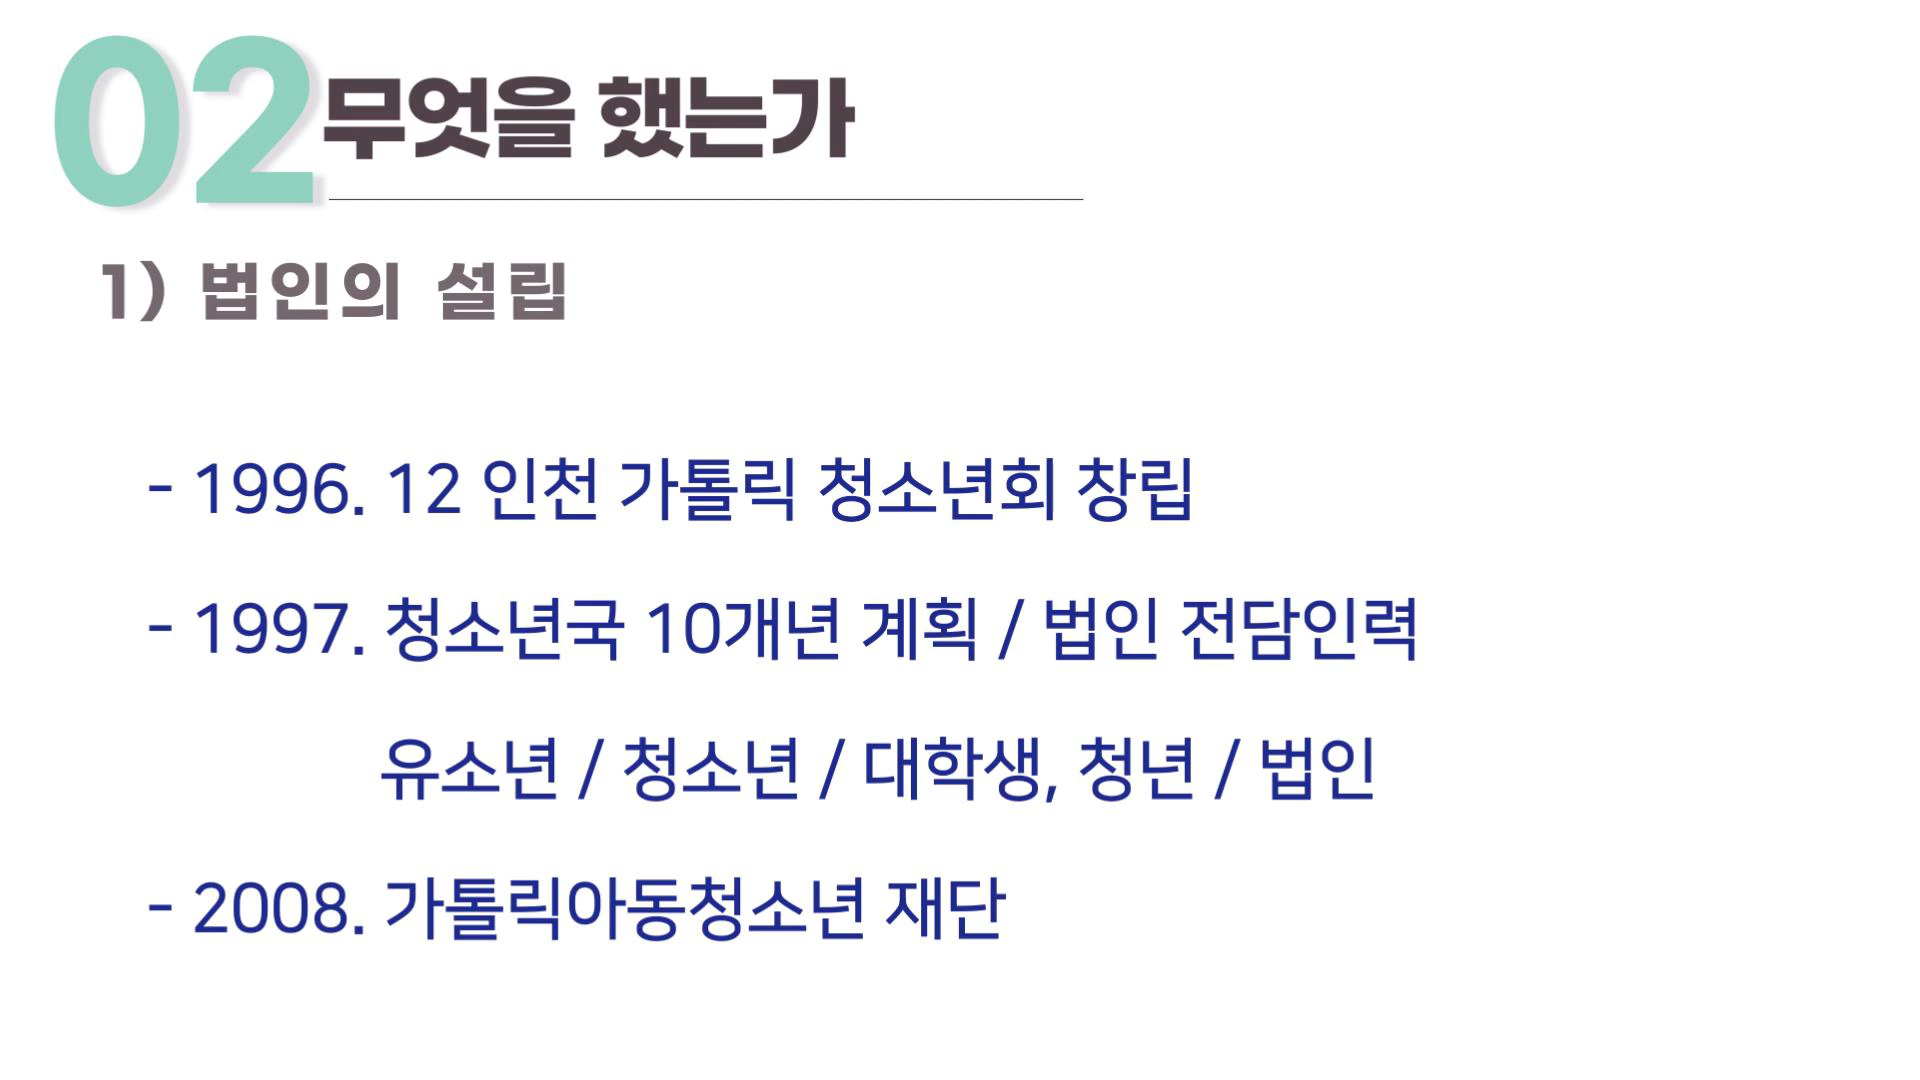 02 무엇을 했는가
1) 법인의 설립
- 1996. 12 인천 가톨릭 청소년회 창립
- 1997. 청소년국 10개년 계획 / 법인 전담인력
유소년 / 청소년 / 대학생, 청년 / 법인
- 2008. 가톨릭아동청소년 재단